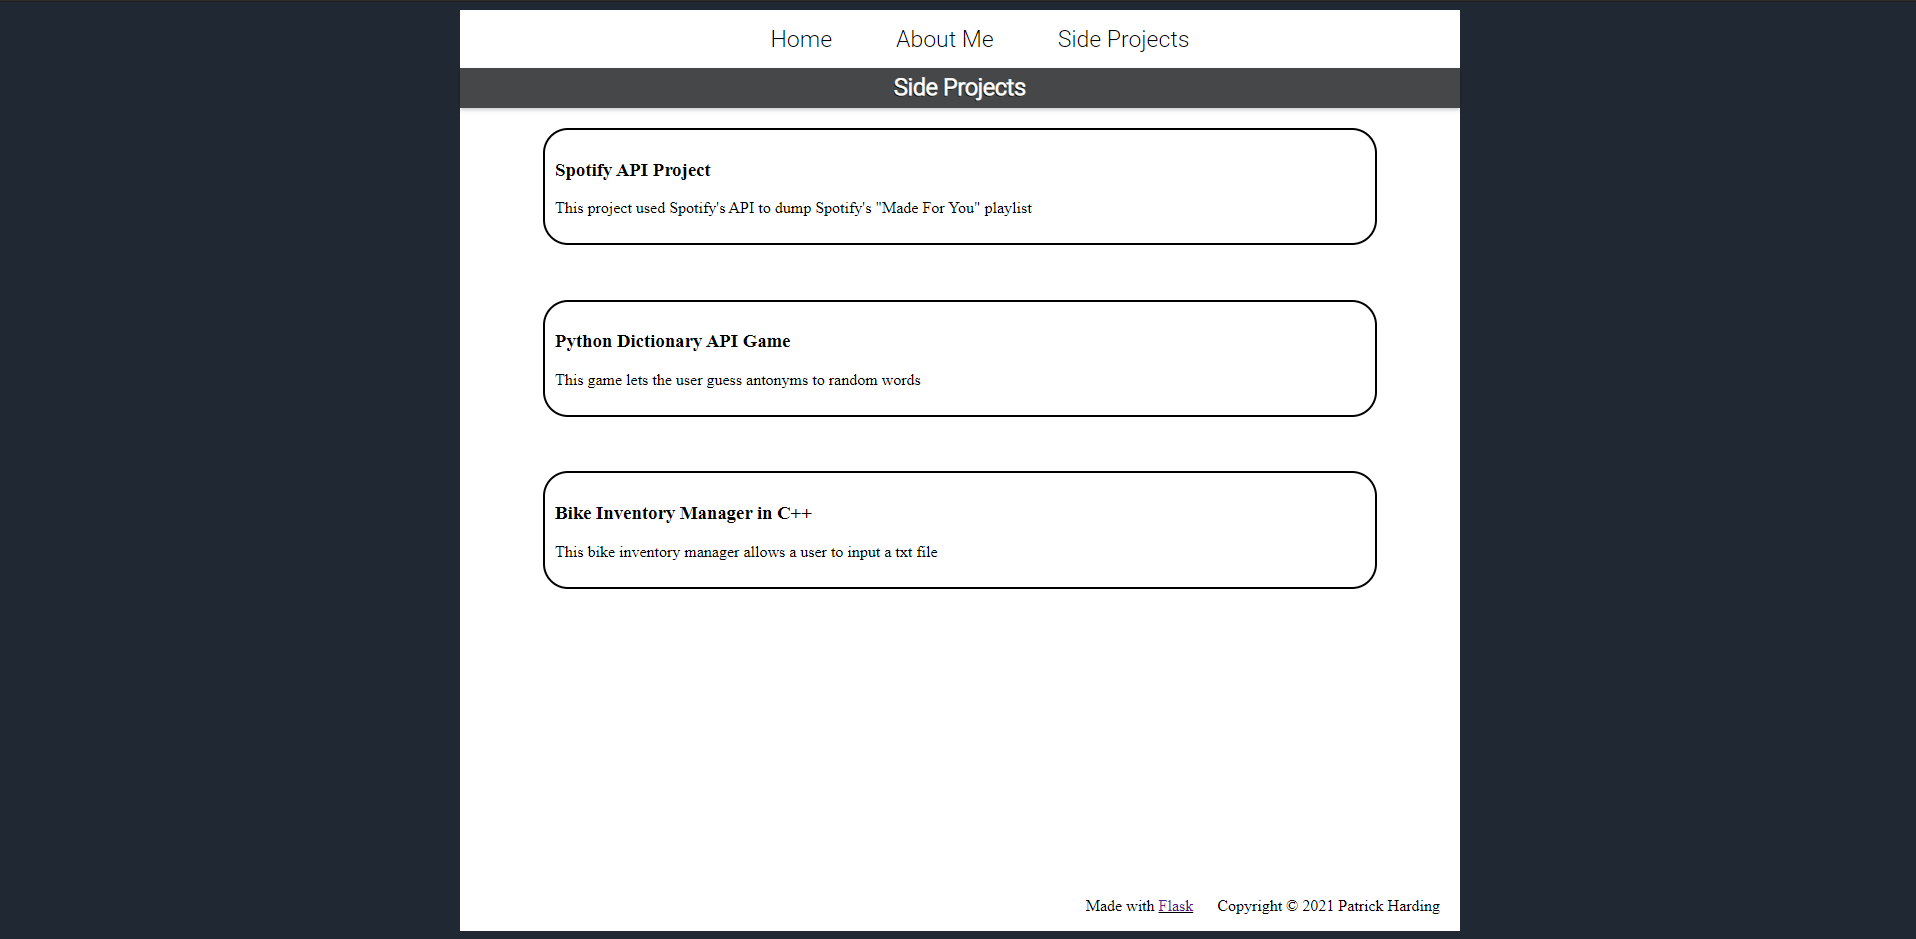 Home About Me Side Projects
Side Projects
Spotify API Project
This project used Spotify's API to dump Spotify's "Made For You" playlist
Python Dictionary API Game
This game lets the user guess antonyms to random words
Bike Inventory Manager in C++
This bike inventory manager allows a user to input a txt file
Made with Flask Copyright © 2021 Patrick Harding